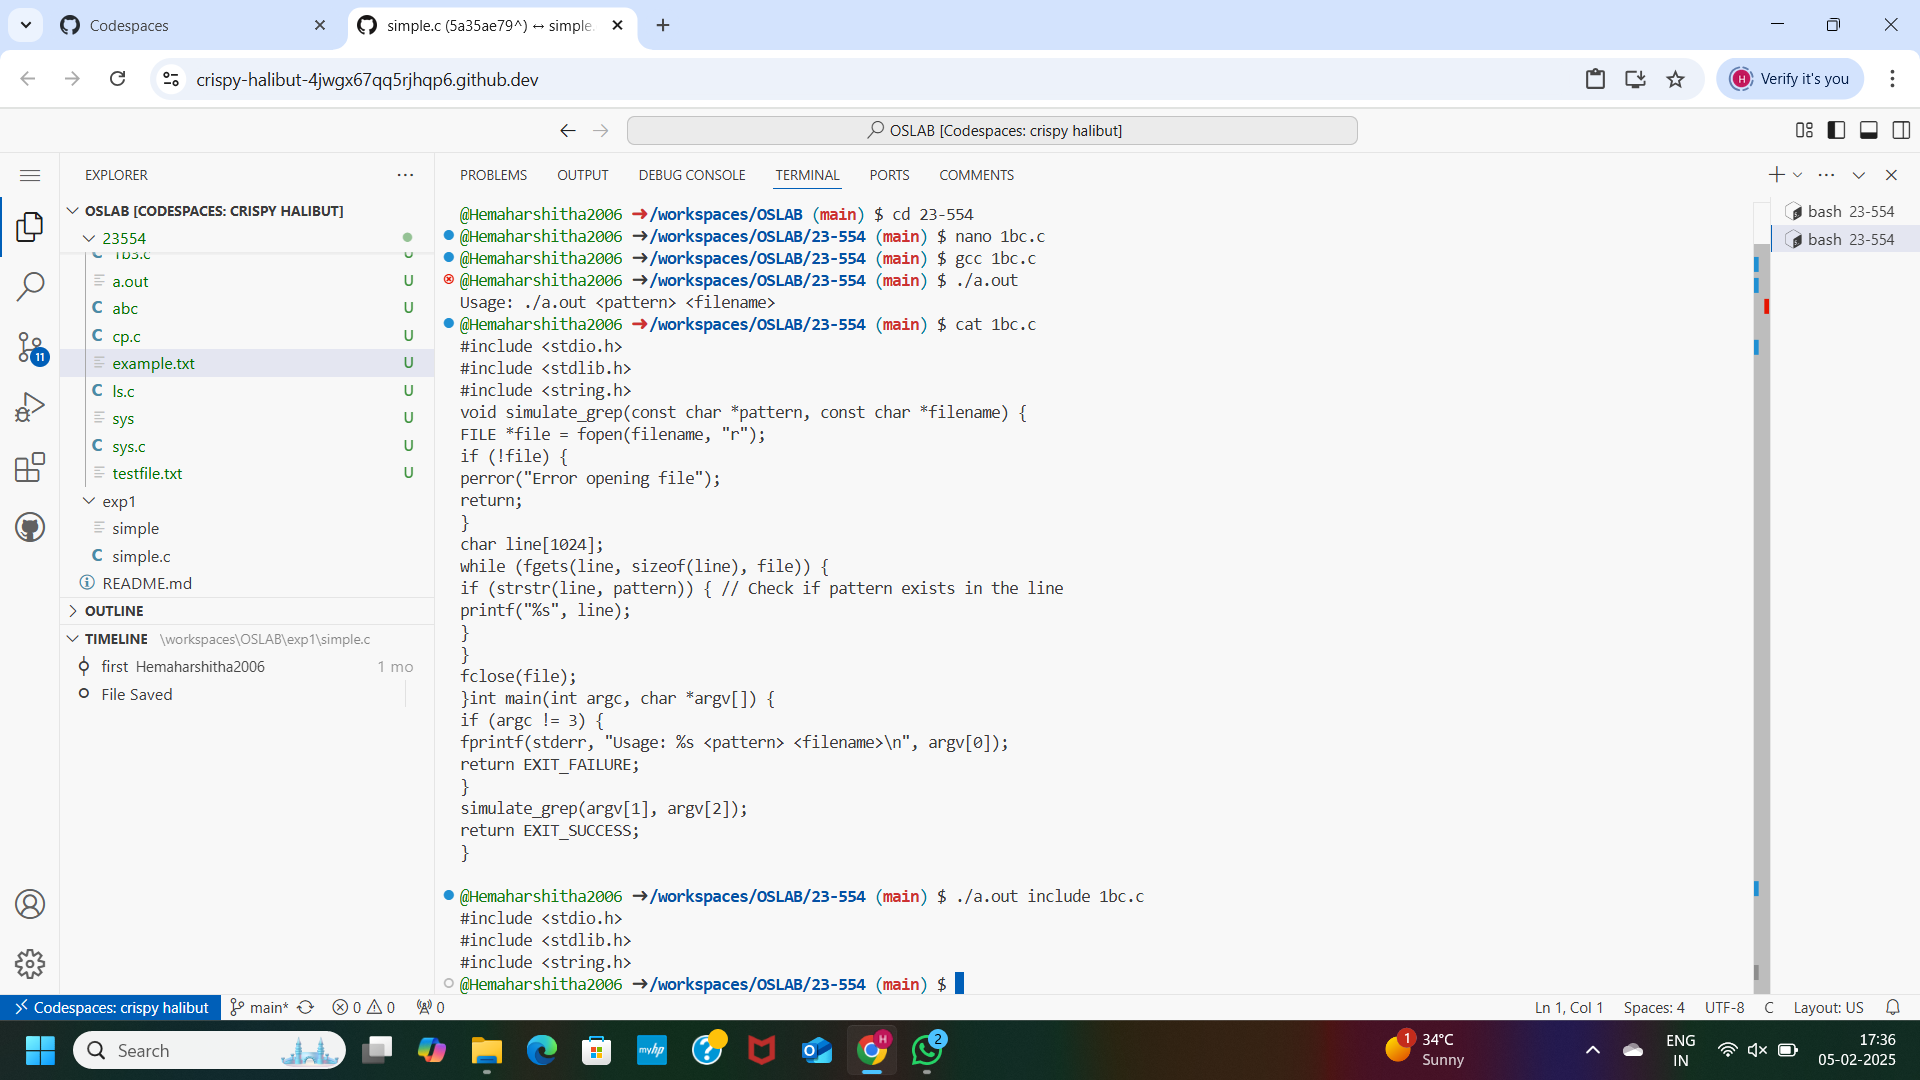 Codespaces
simple.c (5a35ae79^) ↔ simple.
crispy-halibut-4jwgx67qq5rjhqp6.github.dev
H
Verify it's you
OSLAB [Codespaces: crispy halibut]
EXPLORER
OSLAB [CODESPACES: CRISPY HALIBUT]
23554
1b3.c U
a.out U
C abc U
C cp.c U
example.txt U
C ls.c U
sys U
C sys.c U
testfile.txt U
exp1
simple
C simple.c
README.md
OUTLINE
TIMELINE \workspaces\OSLAB\exp1\simple.c
first Hemaharshitha2006 1 mo
File Saved
11
PROBLEMS OUTPUT DEBUG CONSOLE TERMINAL PORTS COMMENTS
bash 23-554
bash 23-554
@Hemaharshitha2006 ➜/workspaces/OSLAB (main) $ cd 23-554
@Hemaharshitha2006 ➜/workspaces/OSLAB/23-554 (main) $ nano 1bc.c
@Hemaharshitha2006 ➜/workspaces/OSLAB/23-554 (main) $ gcc 1bc.c
@Hemaharshitha2006 ➜/workspaces/OSLAB/23-554 (main) $ ./a.out
Usage: ./a.out <pattern> <filename>
@Hemaharshitha2006 ➜/workspaces/OSLAB/23-554 (main) $ cat 1bc.c
#include <stdio.h>
#include <stdlib.h>
#include <string.h>
void simulate_grep(const char *pattern, const char *filename) {
FILE *file = fopen(filename, "r");
if (!file) {
perror("Error opening file");
return;
}
char line[1024];
while (fgets(line, sizeof(line), file)) {
if (strstr(line, pattern)) { // Check if pattern exists in the line
printf("%s", line);
}
}
fclose(file);
}int main(int argc, char *argv[]) {
if (argc != 3) {
fprintf(stderr, "Usage: %s <pattern> <filename>\n", argv[0]);
return EXIT_FAILURE;
}
simulate_grep(argv[1], argv[2]);
return EXIT_SUCCESS;
}
@Hemaharshitha2006 ➜/workspaces/OSLAB/23-554 (main) $ ./a.out include 1bc.c
#include <stdio.h>
#include <stdlib.h>
#include <string.h>
@Hemaharshitha2006 ➜/workspaces/OSLAB/23-554 (main) $
Codespaces: crispy halibut main* 0 0 0
Ln 1, Col 1 Spaces: 4 UTF-8 C Layout: US
Search
myhp
H
2
1
34°C
Sunny
ENG
IN
17:36
05-02-2025